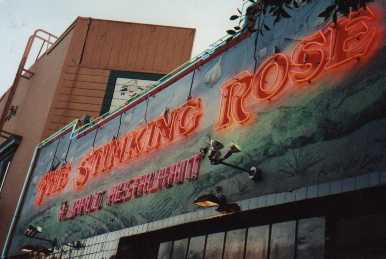 THE STINKING ROSE
A GARLIC RESTAURANT